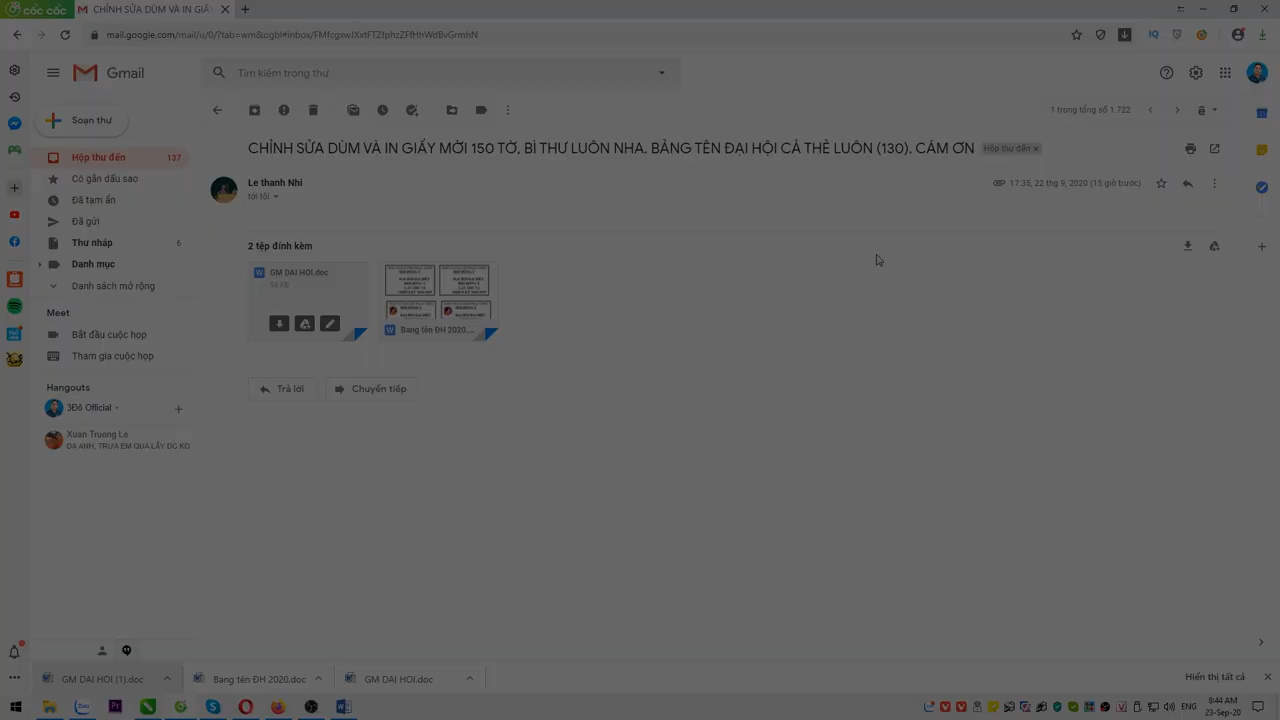 cốc cốc
CHỈNH SỬA DÙM VÀ IN GIẤY
mail.google.com/mail/u/0/?tab=wm&ogbl#inbox/FMfcgxwJXxtFTZfphzZFfHhWdBvGrmhN
Gmail
Tìm kiếm trong thư
Soạn thư
1 trong tổng số 1.722
CHỈNH SỬA DÙM VÀ IN GIẤY MỜI 150 TỜ, BÌ THƯ LUÔN NHA. BẢNG TÊN ĐẠI HỘI CẢ THẺ LUÔN (130). CẢM ƠN
Hộp thư đến ×
Hộp thư đến 137
Có gắn dấu sao
Đã tạm ẩn
Đã gửi
Thư nháp 6
Danh mục
Danh sách mở rộng
Le thanh Nhi
tới tôi
17:35, 22 thg 9, 2020 (15 giờ trước)
2 tệp đính kèm
GM DAI HOI.doc
56 KB
Bang tên ĐH 2020....
Trả lời
Chuyển tiếp
Meet
Bắt đầu cuộc họp
Tham gia cuộc họp
Hangouts
3Đô Official
Xuan Truong Le
DA ANH, TRƯA EM QUA LẤY DC KO
GM DAI HOI (1).doc
Bang tên ĐH 2020.doc
GM DAI HOI.doc
Hiển thị tất cả
ENG
8:44 AM
23-Sep-20